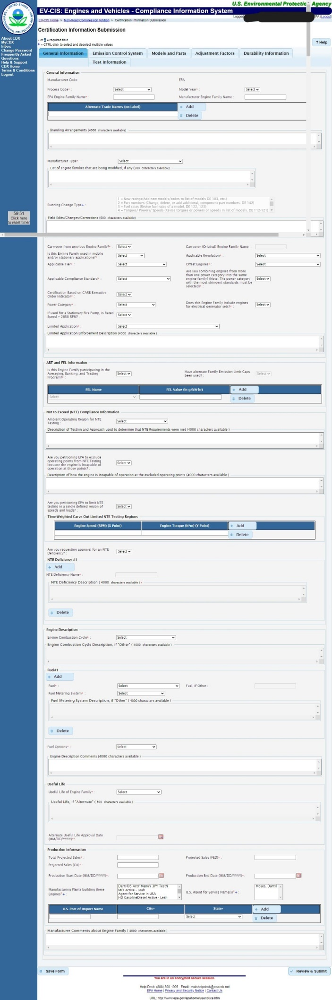 U.S. Environmental Protection Agency
EV-CIS: Engines and Vehicles - Compliance Information System
Logged EPA (Logout)
EV-CIS Home > Non-Road Compression Ignition > Certification Information Submission
Certification Information Submission
UNITED STATES
ENVIRONMENTAL PROTECTION AGENCY
About CDX
MyCDX
Inbox
Change Password
Frequently Asked Questions
Help & Support
CDX Home
Terms & Conditions
Logout
* or * = required field
+ = CTRL-click to select and deselect multiple values
? Help
General Information Emission Control System Models and Parts Adjustment Factors Durability Information
Test Information
General Information
Manufacturer Code: EPA
Process Code* : Select Model Year* : Select
EPA Engine Family Name* : Manufacturer Engine Family Name :
Alternate Trade Names (on Label) + Add
Delete
Branding Arrangements (4000 characters available)
Manufacturer Type* : Select
List of engine families that are being modified, if any (500 characters available)
Running Change Type+ :
1 = New ratings(Add new models/codes to list of models DE 103, etc.)
2 = Part numbers (Change, delete, or add additional, component part numbers. DE 142)
3 = Fuel rates (Revise fuel rates of a model. DE 122, 123)
4 = Torques/ Powers/ Speeds (Revise torques or powers or speeds in list of models. DE 112-121)
59:51
Click here
to reset timer
Field Edits/Changes/Corrections (600 characters available)
Carryover from previous Engine Family?* : Select Carryover (Original) Engine Family Name :
Is this Engine Family used in mobile and/or stationary applications?* : Select Applicable Regulation* : Select
Applicable Tier* : Select Offset Engines* : Select
Applicable Compliance Standard* : Select
Are you combining engines from more than one power category into the same engine family? (Note: The power category with the most stringent standards must be selected)* : Select
Certification Based on CARB Executive Order Indicator* : Select
Power Category* : Select Does this Engine Family include engines for electrical generator sets?* : Select
If used for a Stationary Fire Pump, is Rated Speed > 2650 RPM? : Select
Limited Application* : Select
Limited Application Enforcement Description (4000 characters available )
ABT and FEL Information
Is this Engine Family participating in the Averaging, Banking, and Trading Program?* : Select Have alternate Family Emission Limit Caps been used? : Select
FEL Name FEL Value (in g/kW-hr) + Add
Select Delete
Not to Exceed (NTE) Compliance Information
Ambient Operating Region for NTE Testing : Select
Description of Testing and Approach used to determine that NTE Requirements were met (4000 characters available )
Are you petitioning EPA to exclude operating points from NTE Testing because the engine is incapable of operation at those points? : Select
Description of how the engine is incapable of operation at the excluded operating points (4000 characters available )
Are you petitioning EPA to limit NTE testing in a single defined region of speeds and loads? : Select
Time-Weighted Carve Out Limited NTE Testing Regions
Engine Speed (RPM) (X Point) Engine Torque (N*m) (Y Point) + Add
Delete
Are you requesting approval for an NTE Deficiency? : Select
NTE Deficiency #1
+ Add
NTE Deficiency Name* :
NTE Deficiency Description ( 4000 characters available ) *
Delete
Engine Description
Engine Combustion Cycle* : Select
Engine Combustion Cycle Description, if "Other" ( 4000 characters available )
Fuel#1
+ Add
Fuel* : Select Fuel, if Other :
Fuel Metering System* : Select
Fuel Metering System Description, if "Other" ( 4000 characters available )
Delete
Fuel Options* : Select
Engine Description Comments (4000 characters available )
Useful Life
Useful Life of Engine Family* : Select
Useful Life, if "Alternate" ( 500 characters available )
Alternate Useful Life Approval Date (MM/DD/YYYY)*:
Production Information
Total Projected Sales* : Projected Sales (FED)* :
Projected Sales (CA)* :
Production Start Date (MM/DD/YYYY)*: Production End Date (MM/DD/YYYY)*:
Manufacturing Plants building these Engines*+ :
Darryl05 ActY ManuY 3PY TestN
MCI Active - Leah
Agent for Service in USA
HD GasolineDiesel Active - Leah
U.S. Agent for Service Name(s)*+ : Moses, Darryl
U.S. Port of Import Name City* State* + Add
Select Delete
Manufacturer Comments about Engine Family ( 4000 characters available )
Save Form Review & Submit
You are in an encrypted secure session.
Help Desk: (888) 890-1995 Email: evcishelpdesk@epacdx.net
EPA Home | Privacy and Security Notice | Contact Us
URL: http://www.epa.gov/epahome/usenotice.htm